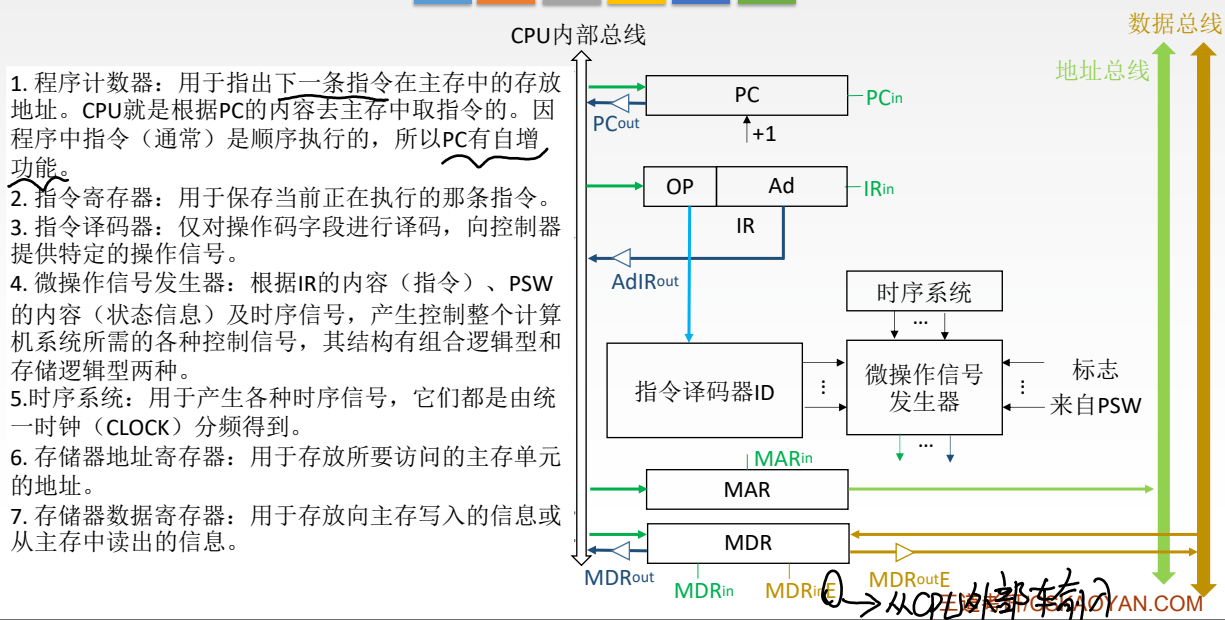 CPU内部总线
数据总线
地址总线
1. 程序计数器：用于指出下一条指令在主存中的存放
地址。CPU就是根据PC的内容去主存中取指令的。因
程序中指令（通常）是顺序执行的，所以PC有自增
功能。
2. 指令寄存器：用于保存当前正在执行的那条指令。
3. 指令译码器：仅对操作码字段进行译码，向控制器
提供特定的操作信号。
4. 微操作信号发生器：根据IR的内容（指令）、PSW
的内容（状态信息）及时序信号，产生控制整个计算
机系统所需的各种控制信号，其结构有组合逻辑型和
存储逻辑型两种。
5.时序系统：用于产生各种时序信号，它们都是由统
一时钟（CLOCK）分频得到。
6. 存储器地址寄存器：用于存放所要访问的主存单元
的地址。
7. 存储器数据寄存器：用于存放向主存写入的信息或
从主存中读出的信息。
PC
PCin
PCout
+1
OP
Ad
IRin
IR
AdIRout
时序系统
...
指令译码器ID
...
微操作信号
发生器
...
标志
来自PSW
...
MARin
MAR
MDR
MDRout
MDRin
MDRinE
MDRoutE
从CPU外部输入